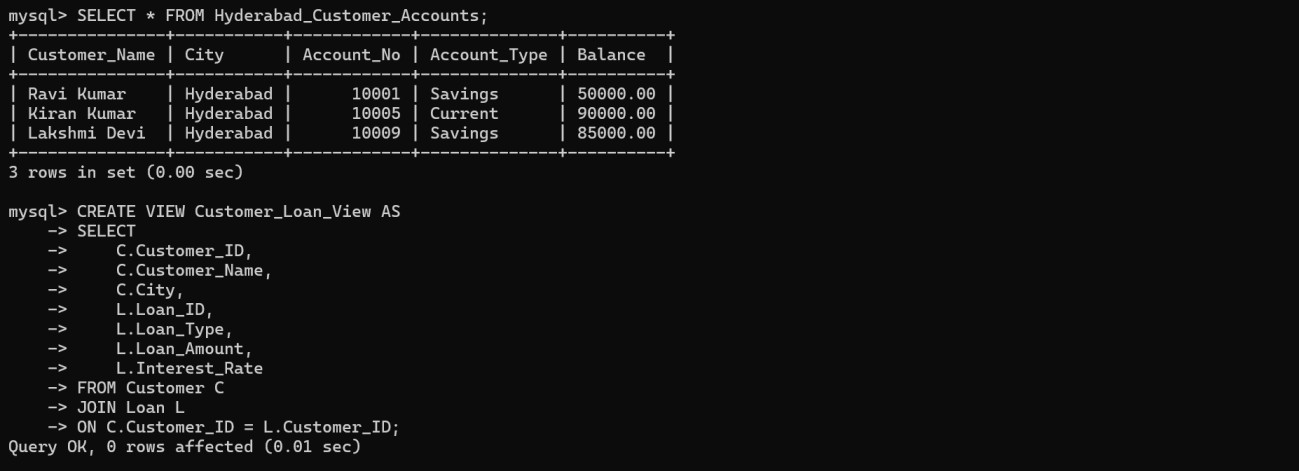 mysql> SELECT * FROM Hyderabad_Customer_Accounts;
+---------------+-----------+------------+--------------+----------+
| Customer_Name | City      | Account_No | Account_Type | Balance  |
+---------------+-----------+------------+--------------+----------+
| Ravi Kumar    | Hyderabad |      10001 | Savings      | 50000.00 |
| Kiran Kumar   | Hyderabad |      10005 | Current      | 90000.00 |
| Lakshmi Devi  | Hyderabad |      10009 | Savings      | 85000.00 |
+---------------+-----------+------------+--------------+----------+
3 rows in set (0.00 sec)

mysql> CREATE VIEW Customer_Loan_View AS
    -> SELECT
    ->     C.Customer_ID,
    ->     C.Customer_Name,
    ->     C.City,
    ->     L.Loan_ID,
    ->     L.Loan_Type,
    ->     L.Loan_Amount,
    ->     L.Interest_Rate
    -> FROM Customer C
    -> JOIN Loan L
    -> ON C.Customer_ID = L.Customer_ID;
Query OK, 0 rows affected (0.01 sec)